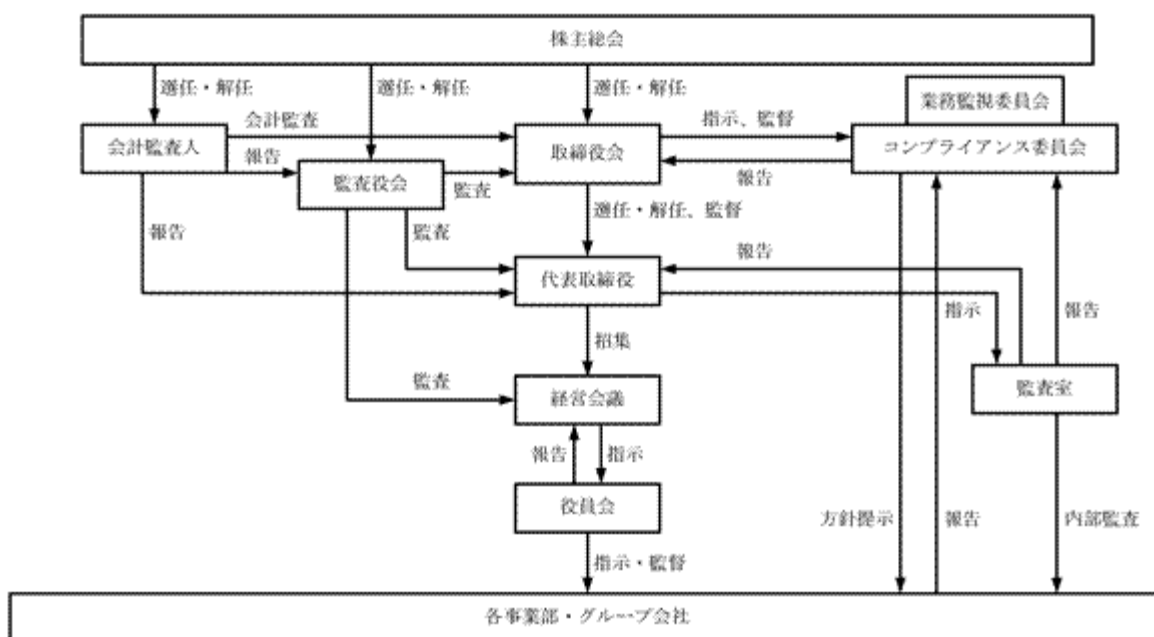 株主総会
選任・解任
選任・解任
選任・解任
業務監視委員会
会計監査人
会計監査
取締役会
指示、監督
コンプライアンス委員会
報告
監査役会
監査
報告
選任・解任、監督
報告
監査
報告
代表取締役
招集
指示
報告
監査
経営会議
監査室
報告
指示
役員会
方針提示
報告
内部監査
指示・監督
各事業部・グループ会社